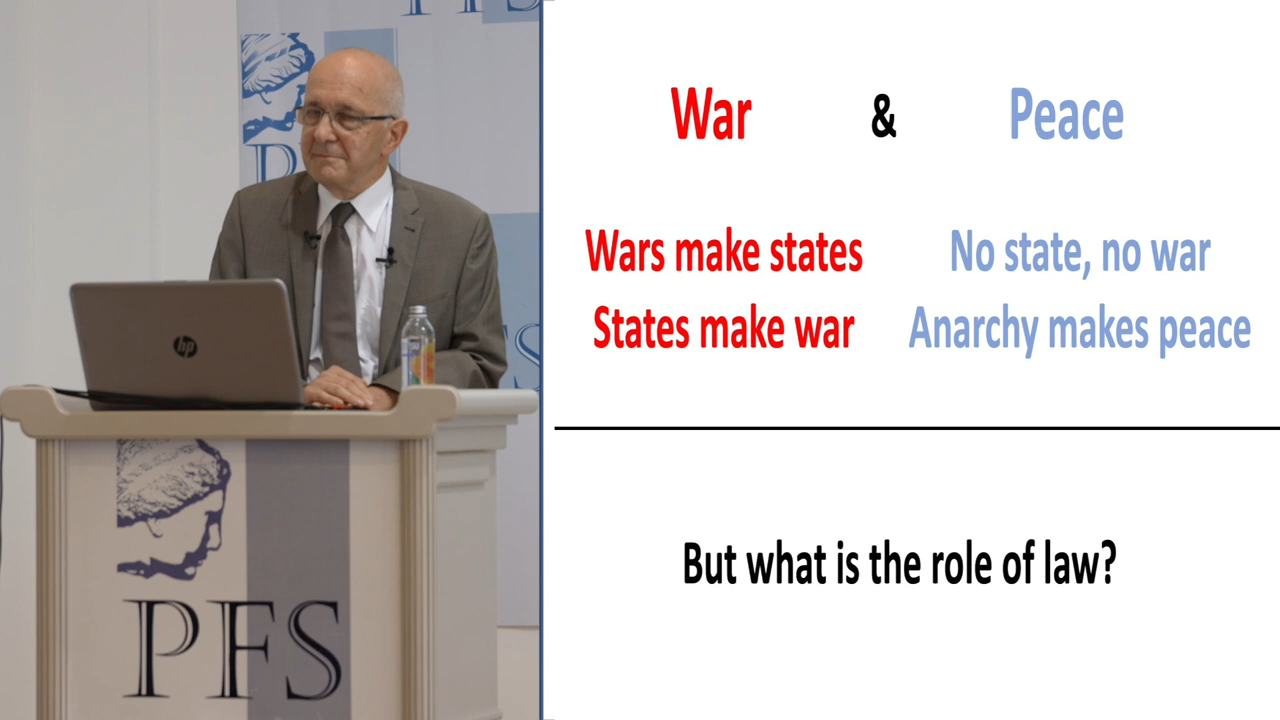 PFS
P
S
hp
PFS
War & Peace
Wars make states No state, no war
States make war Anarchy makes peace
But what is the role of law?